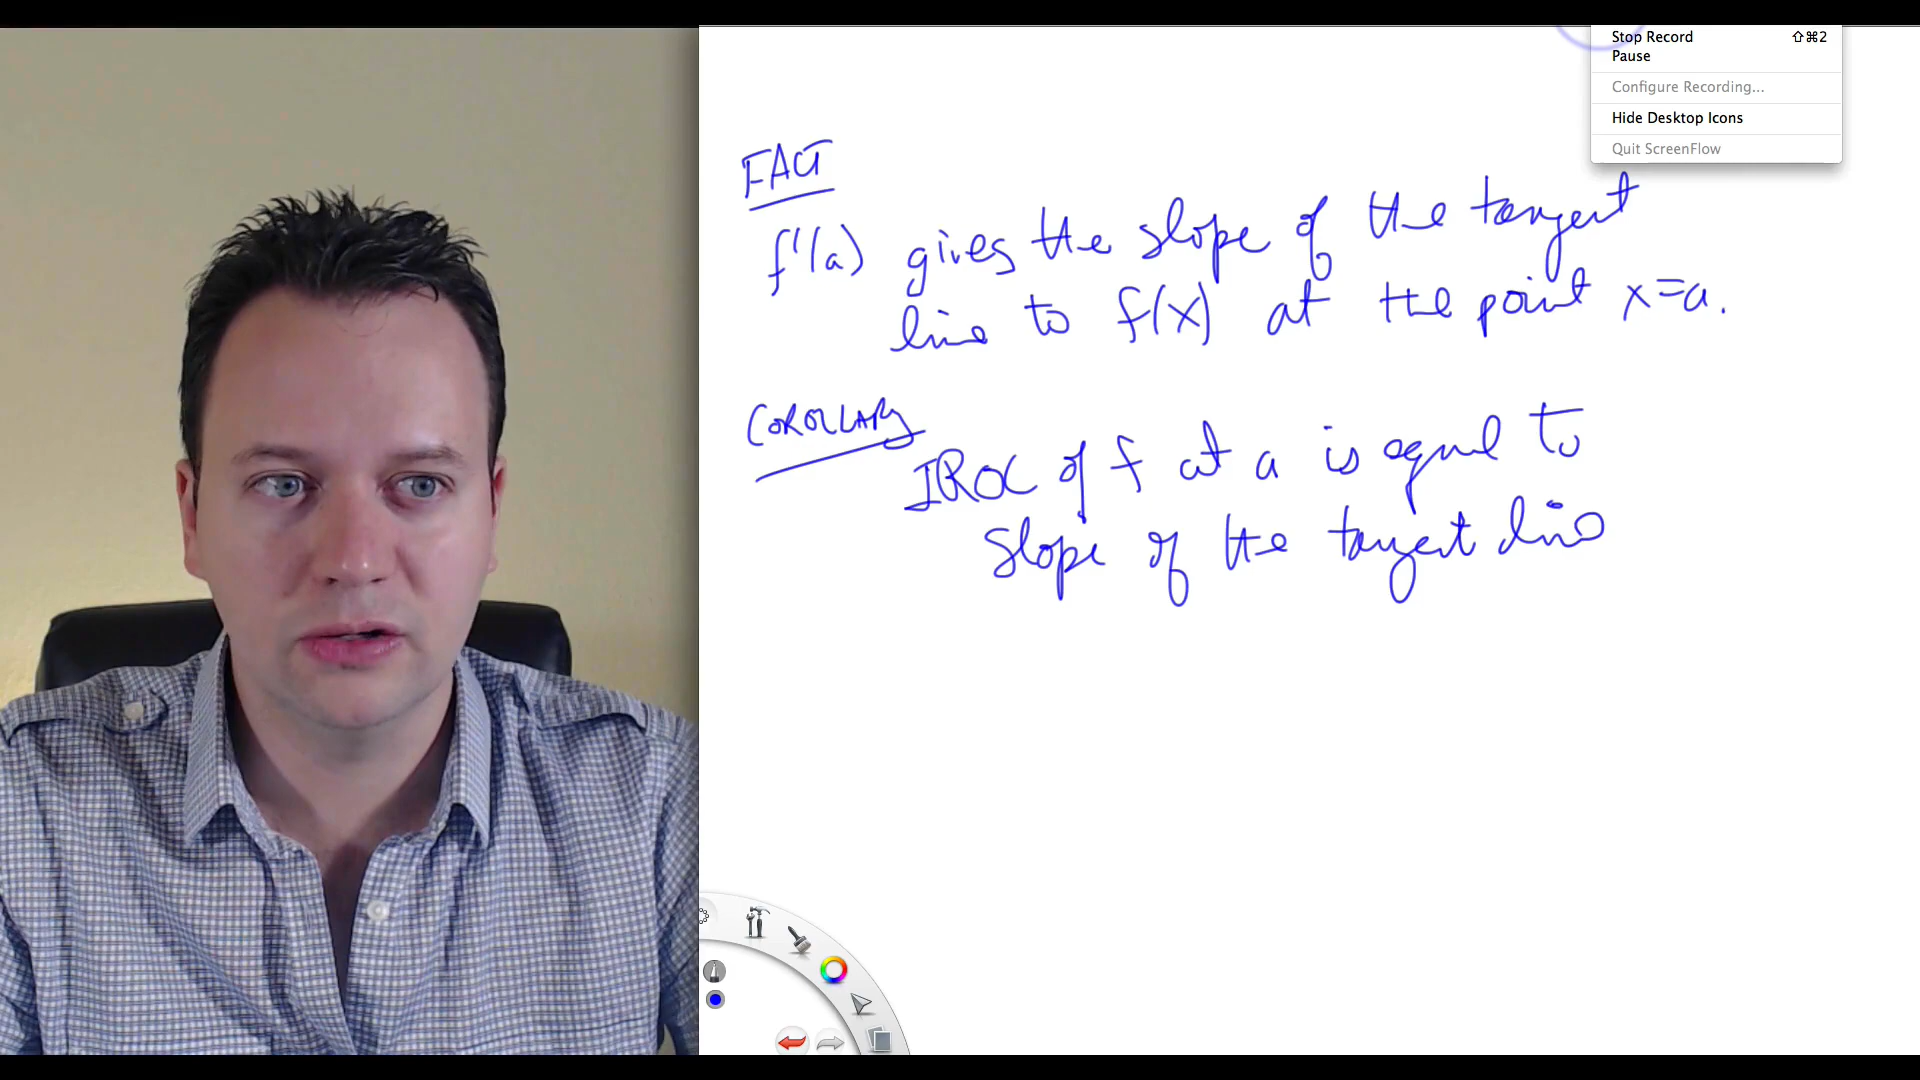 Stop Record ⇧⌘2
Pause
Configure Recording...
Hide Desktop Icons
Quit ScreenFlow
FACT
f'(a) gives the slope of the tangent
line to f(x) at the point x=a.
COROLLARY
IROC of f at a is equal to
slope of the tangent line